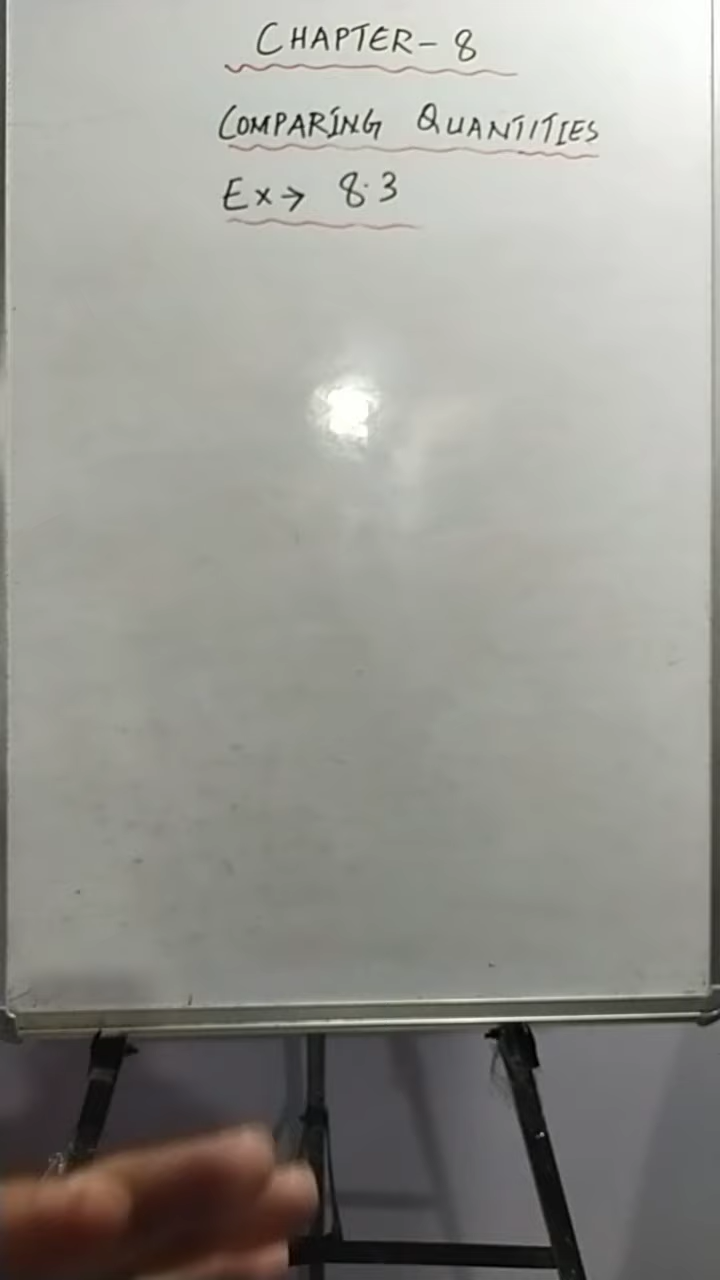 CHAPTER - 8
COMPARING QUANTITIES
Ex → 8.3